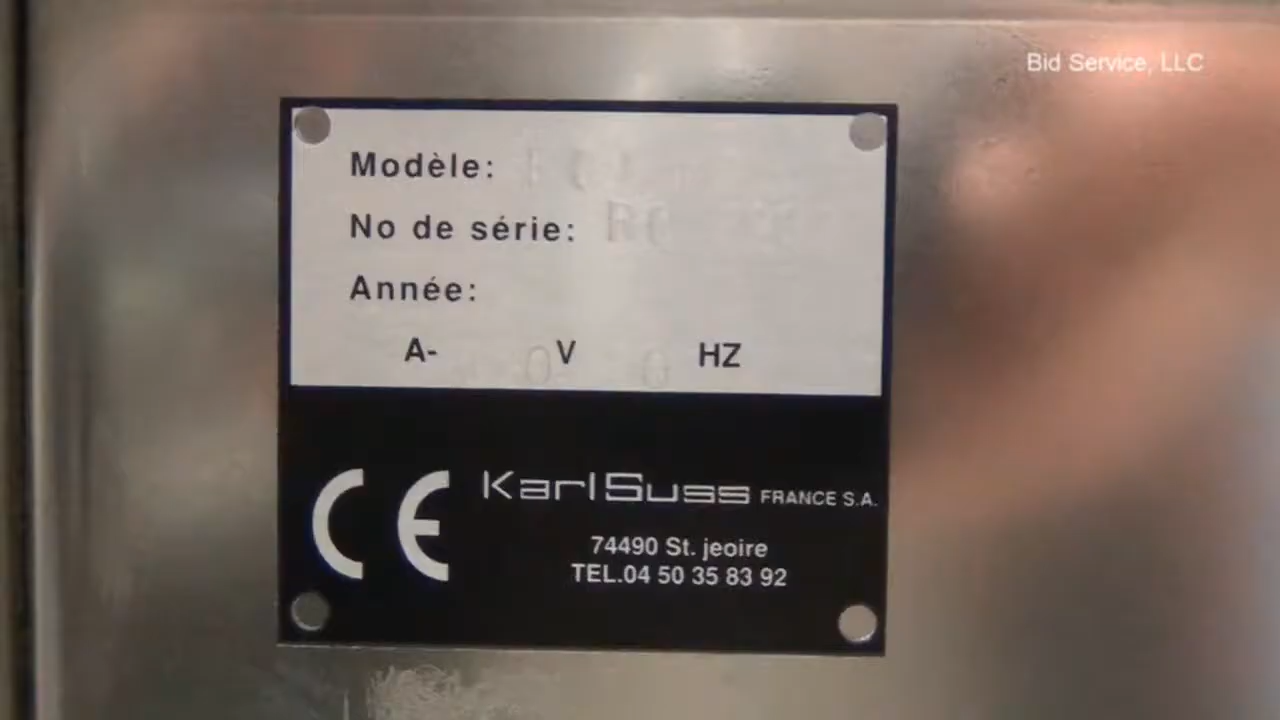 Bid Service, LLC
Modèle:
No de série:
Année:
A- V HZ
CE KarlSuss FRANCE S.A.
74490 St. jeoire
TEL.04 50 35 83 92